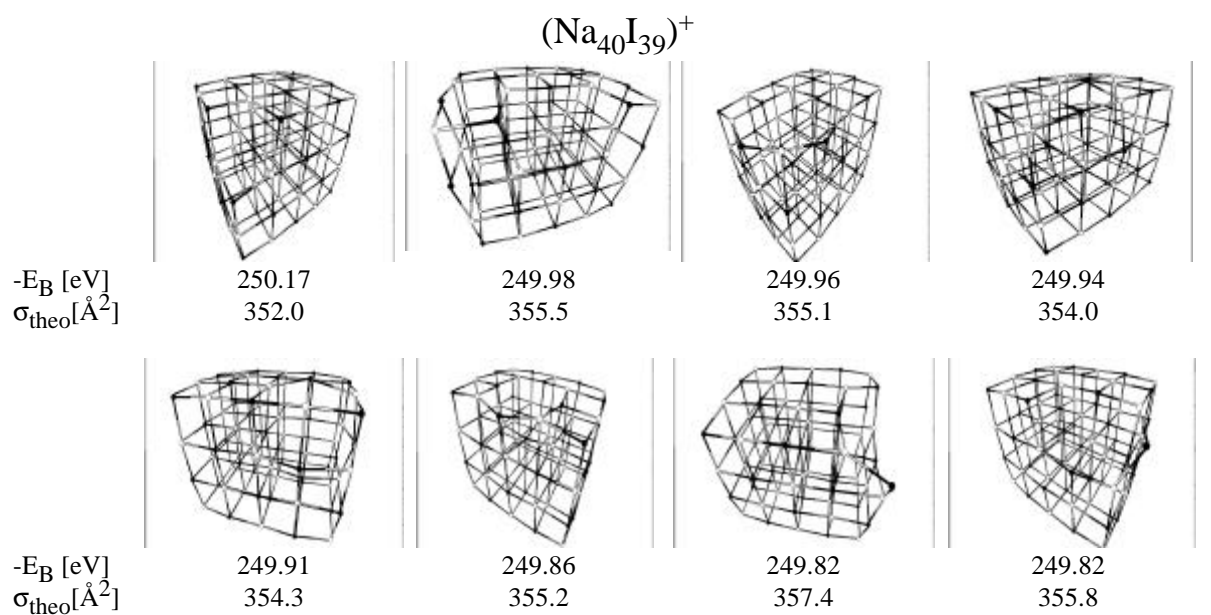 (Na40I39)+
-EB [eV] 250.17 249.98 249.96 249.94
σtheo[Å2] 352.0 355.5 355.1 354.0
-EB [eV] 249.91 249.86 249.82 249.82
σtheo[Å2] 354.3 355.2 357.4 355.8